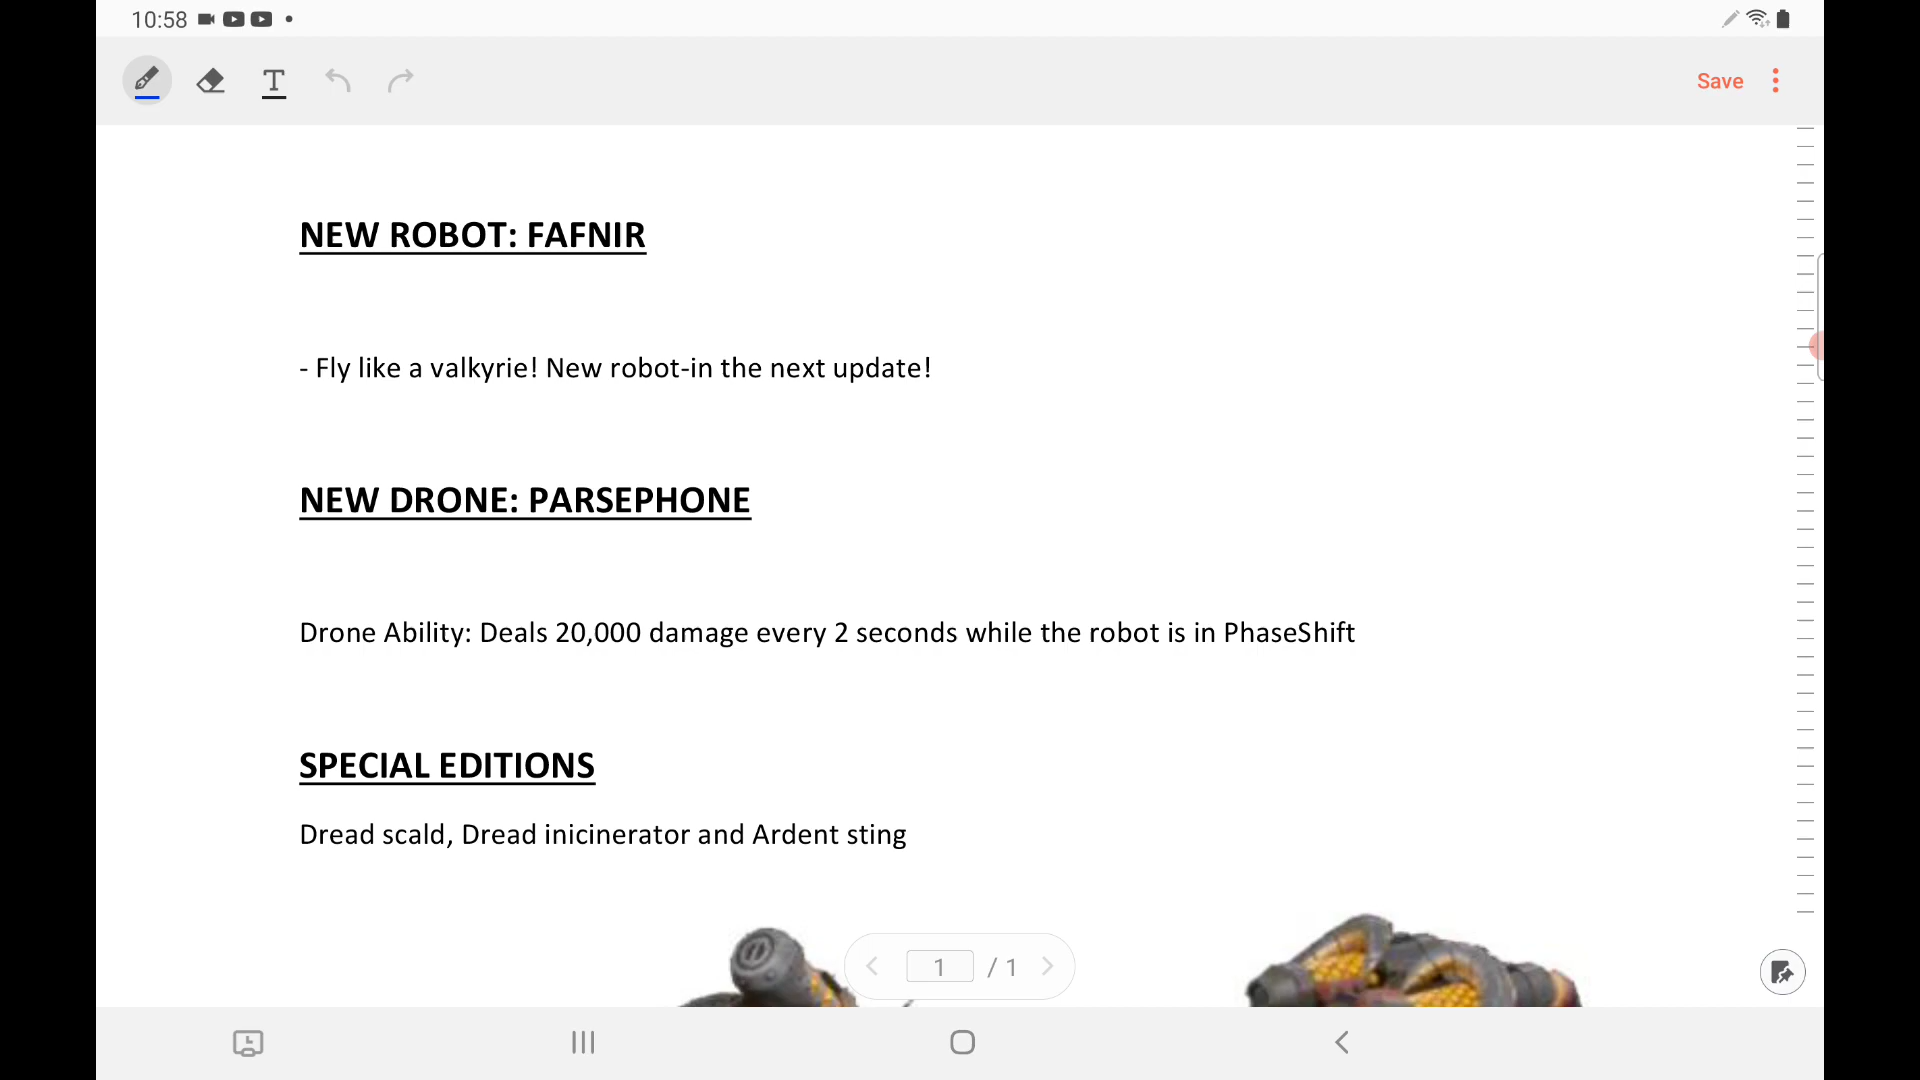 10:58
Save
NEW ROBOT: FAFNIR
- Fly like a valkyrie! New robot-in the next update!
NEW DRONE: PARSEPHONE
Drone Ability: Deals 20,000 damage every 2 seconds while the robot is in PhaseShift
SPECIAL EDITIONS
Dread scald, Dread inicinerator and Ardent sting
1 / 1